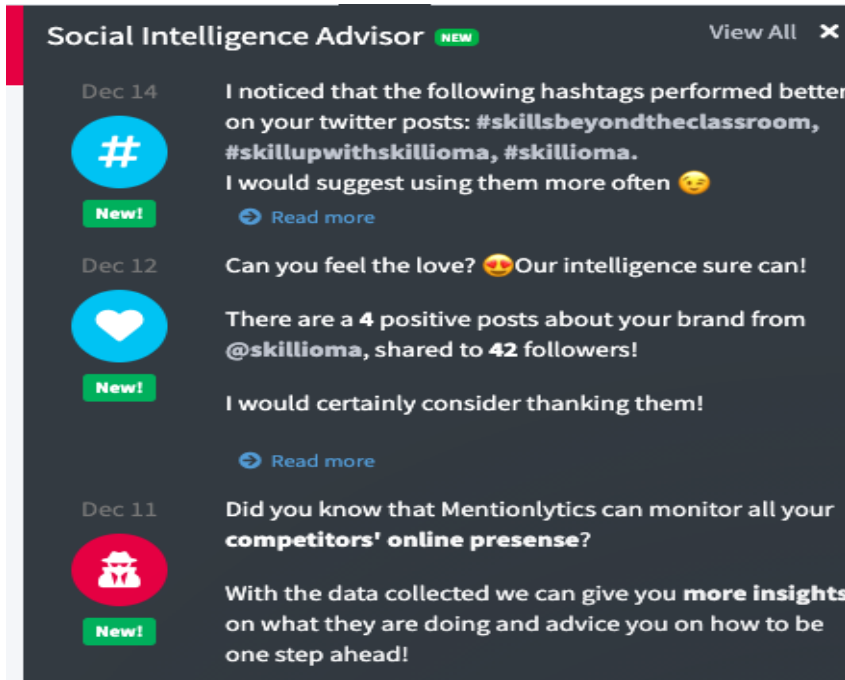 Social Intelligence Advisor NEW
View All ×
Dec 14
I noticed that the following hashtags performed better
on your twitter posts: #skillsbeyondtheclassroom,
#skillupwithskillioma, #skillioma.
I would suggest using them more often 😉
New!
Read more
Dec 12
Can you feel the love? 😍Our intelligence sure can!
There are a 4 positive posts about your brand from
@skillioma, shared to 42 followers!
New!
I would certainly consider thanking them!
Read more
Dec 11
Did you know that Mentionlytics can monitor all your
competitors' online presense?
With the data collected we can give you more insights
New!
on what they are doing and advice you on how to be
one step ahead!